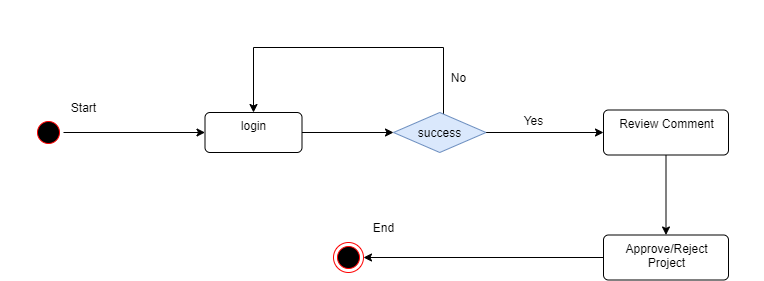 No
Start
login
success
Yes
Review Comment
End
Approve/Reject
Project